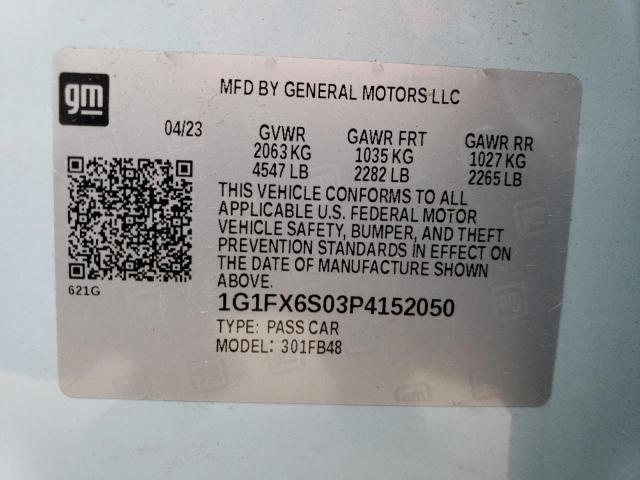 gm
MFD BY GENERAL MOTORS LLC
04/23
GVWR GAWR FRT GAWR RR
2063 KG 1035 KG 1027 KG
4547 LB 2282 LB 2265 LB
THIS VEHICLE CONFORMS TO ALL
APPLICABLE U.S. FEDERAL MOTOR
VEHICLE SAFETY, BUMPER, AND THEFT
PREVENTION STANDARDS IN EFFECT ON
THE DATE OF MANUFACTURE SHOWN
ABOVE.
621G
1G1FX6S03P4152050
TYPE: PASS CAR
MODEL: 301FB48